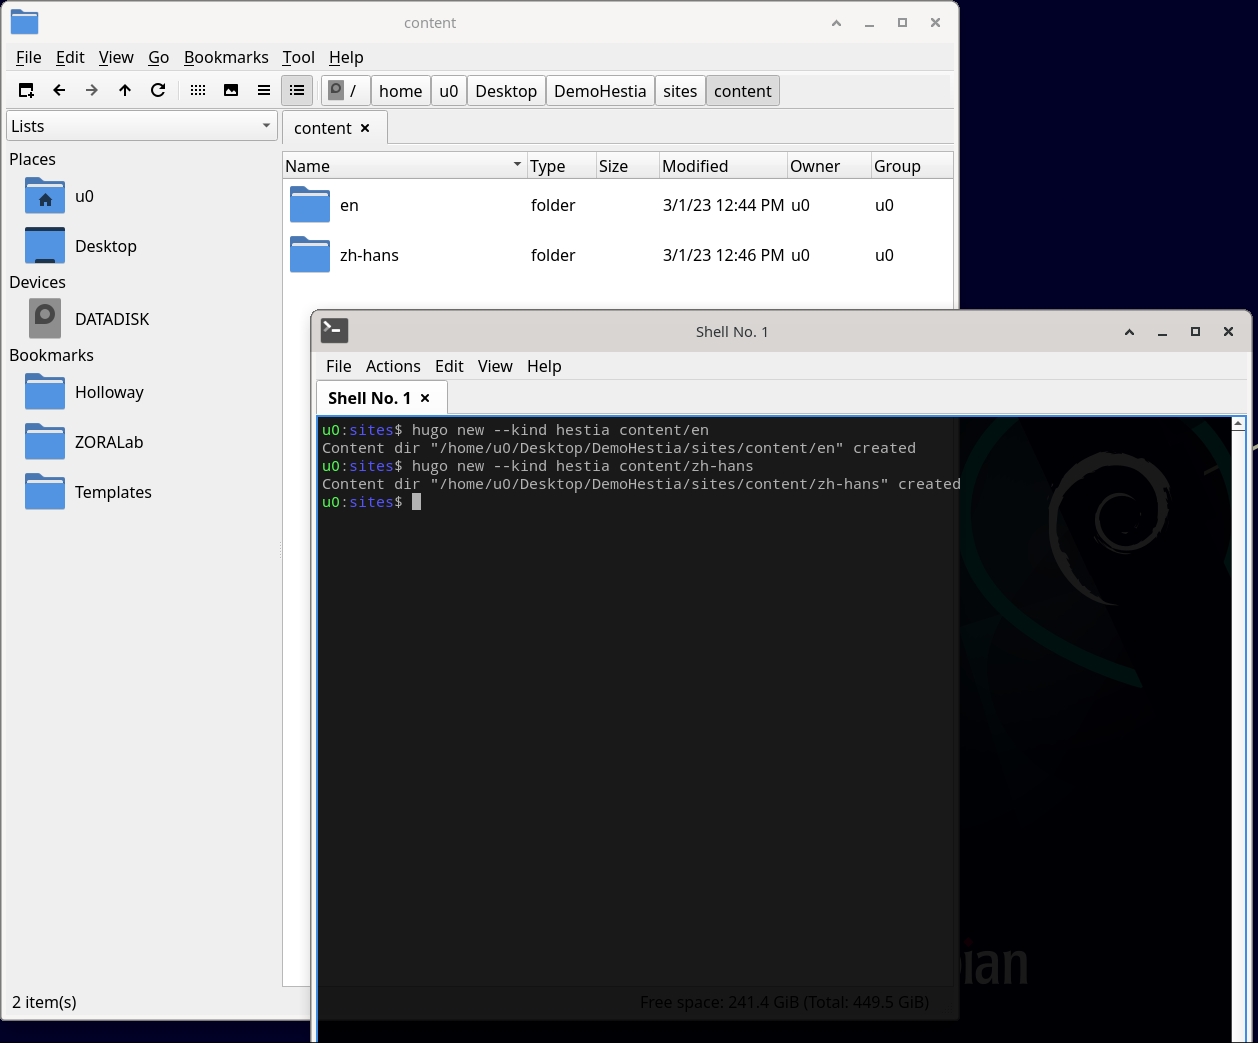 content
File Edit View Go Bookmarks Tool Help
/ home u0 Desktop DemoHestia sites content
Lists
content
Places
u0
Desktop
Devices
DATADISK
Bookmarks
Holloway
ZORALab
Templates
Name Type Size Modified Owner Group
en folder 3/1/23 12:44 PM u0 u0
zh-hans folder 3/1/23 12:46 PM u0 u0
Shell No. 1
File Actions Edit View Help
Shell No. 1
u0:sites$ hugo new --kind hestia content/en
Content dir "/home/u0/Desktop/DemoHestia/sites/content/en" created
u0:sites$ hugo new --kind hestia content/zh-hans
Content dir "/home/u0/Desktop/DemoHestia/sites/content/zh-hans" created
u0:sites$
ian
2 item(s)
Free space: 241.4 GiB (Total: 449.5 GiB)